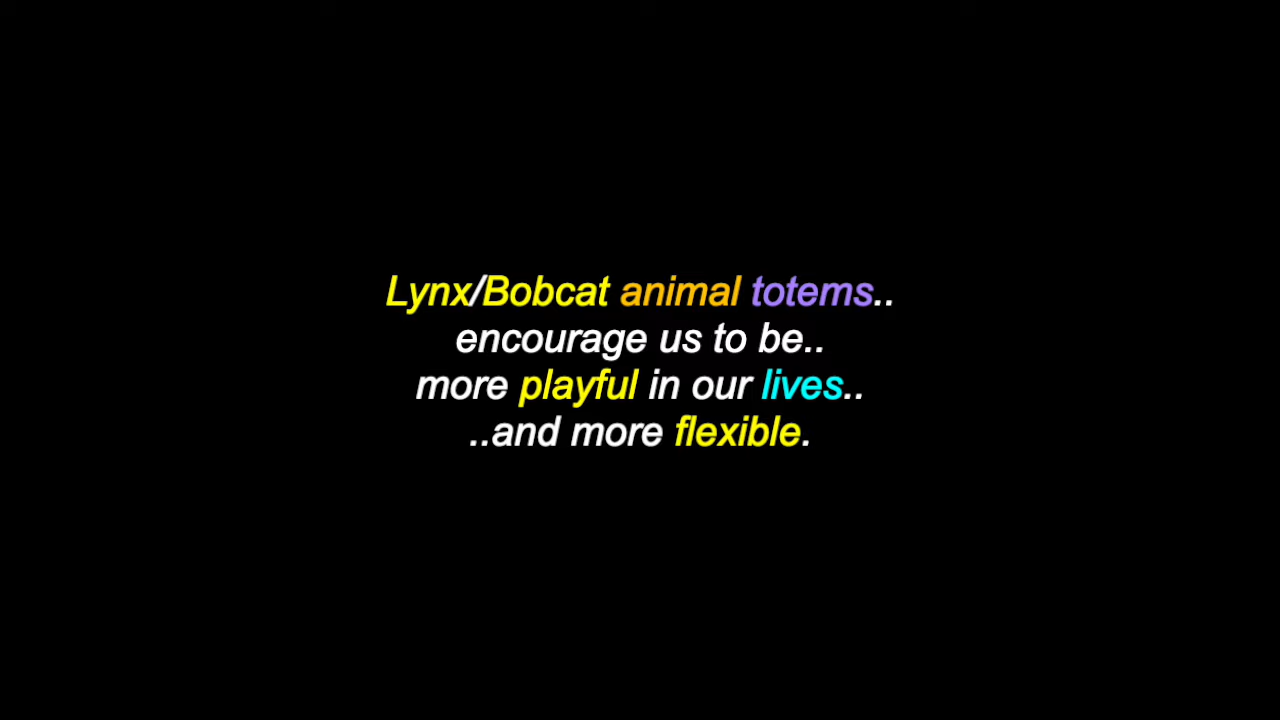 Lynx/Bobcat animal totems..
encourage us to be..
more playful in our lives..
..and more flexible.